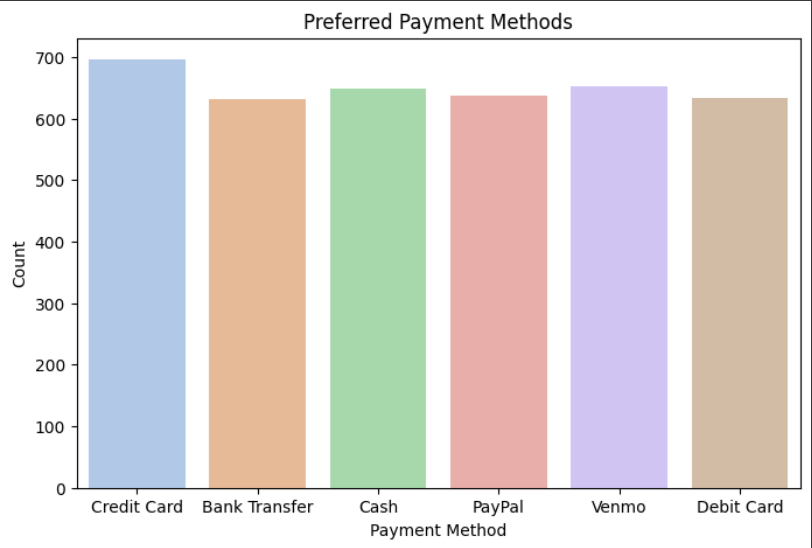 Preferred Payment Methods
700
600
500
400
300
200
100
0
Count
Credit Card Bank Transfer Cash PayPal Venmo Debit Card
Payment Method